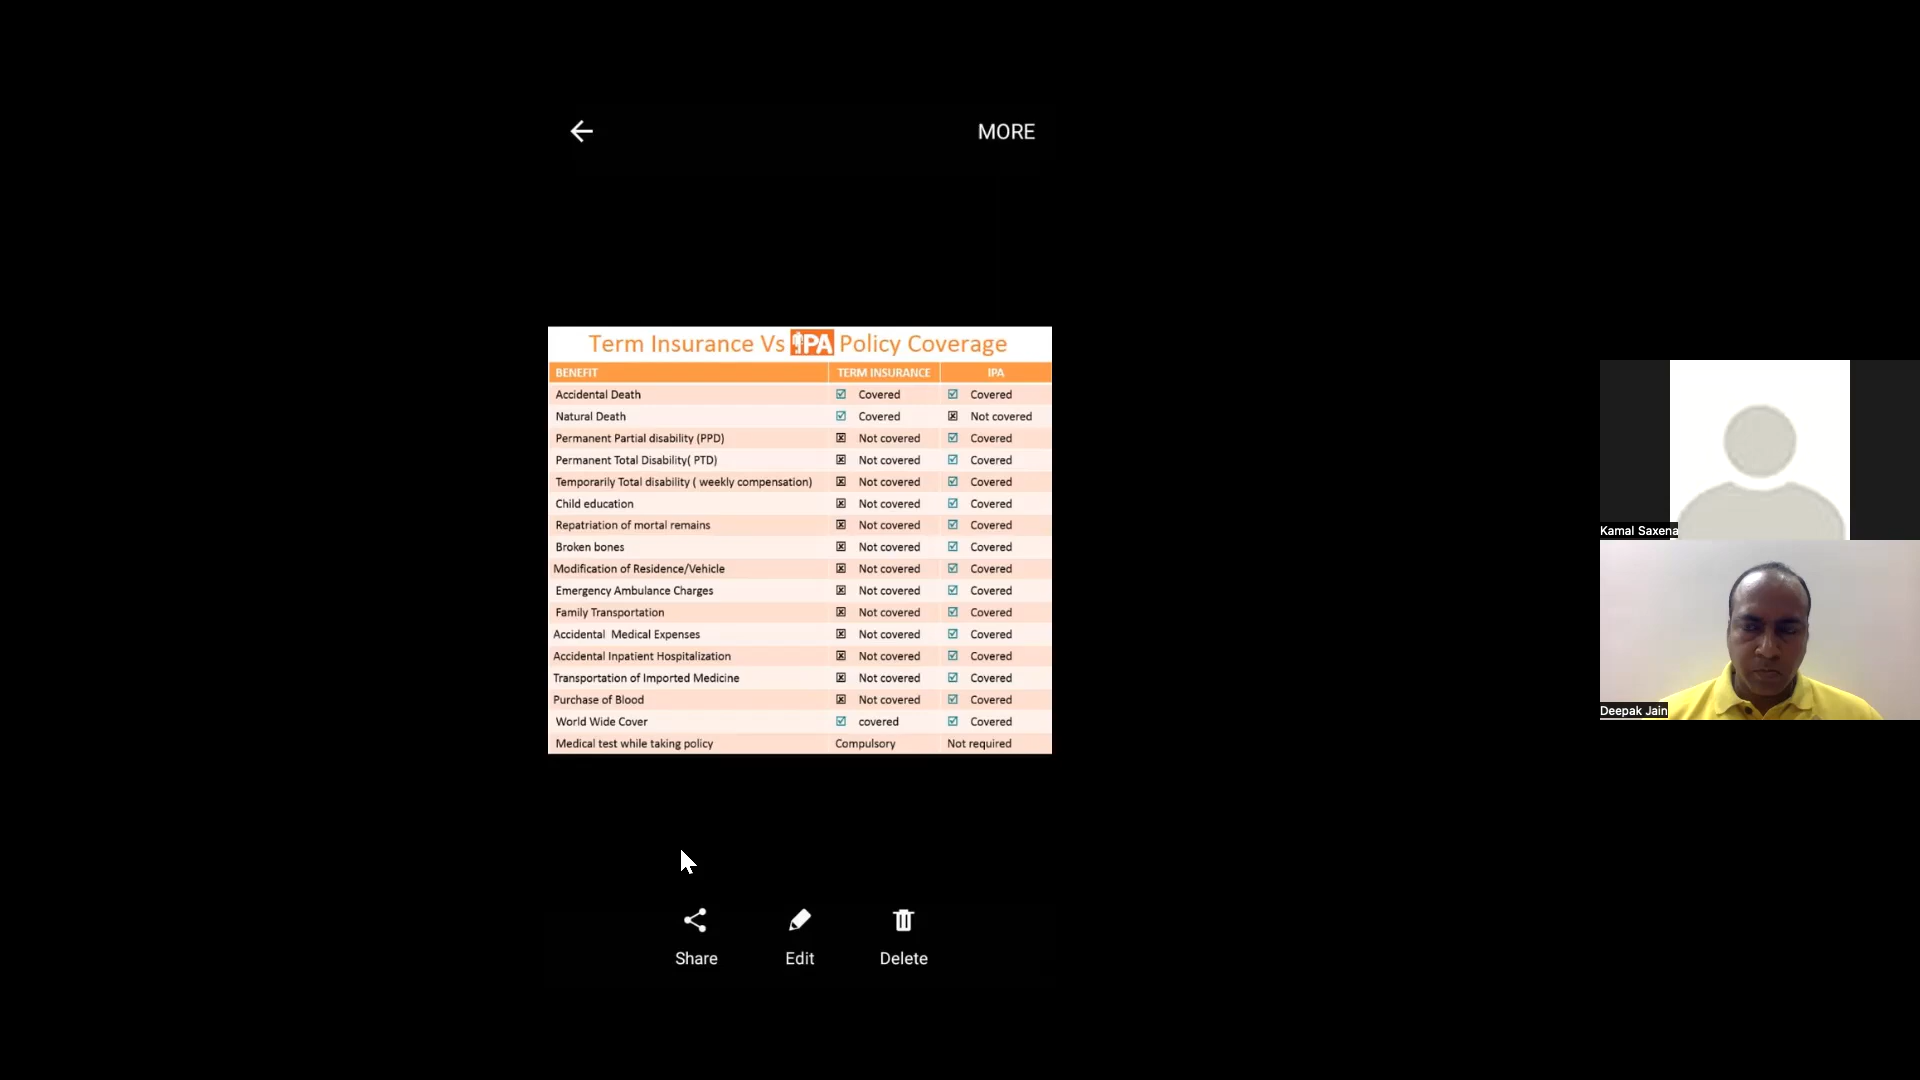 MORE
Term Insurance Vs IPA Policy Coverage
BENEFIT TERM INSURANCE IPA
Accidental Death Covered Covered
Natural Death Covered Not covered
Permanent Partial disability (PPD) Not covered Covered
Permanent Total Disability( PTD) Not covered Covered
Temporarily Total disability ( weekly compensation) Not covered Covered
Child education Not covered Covered
Repatriation of mortal remains Not covered Covered
Broken bones Not covered Covered
Modification of Residence/Vehicle Not covered Covered
Emergency Ambulance Charges Not covered Covered
Family Transportation Not covered Covered
Accidental Medical Expenses Not covered Covered
Accidental Inpatient Hospitalization Not covered Covered
Transportation of Imported Medicine Not covered Covered
Purchase of Blood Not covered Covered
World Wide Cover covered Covered
Medical test while taking policy Compulsory Not required
Share Edit Delete
Kamal Saxena
Deepak Jain